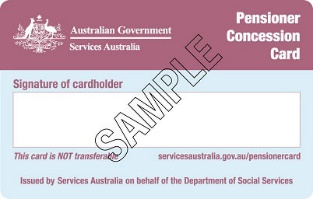 Australian Government
Services Australia
Pensioner
Concession
Card
Signature of cardholder
SAMPLE
This card is NOT transferable
servicesaustralia.gov.au/pensionercard
Issued by Services Australia on behalf of the Department of Social Services